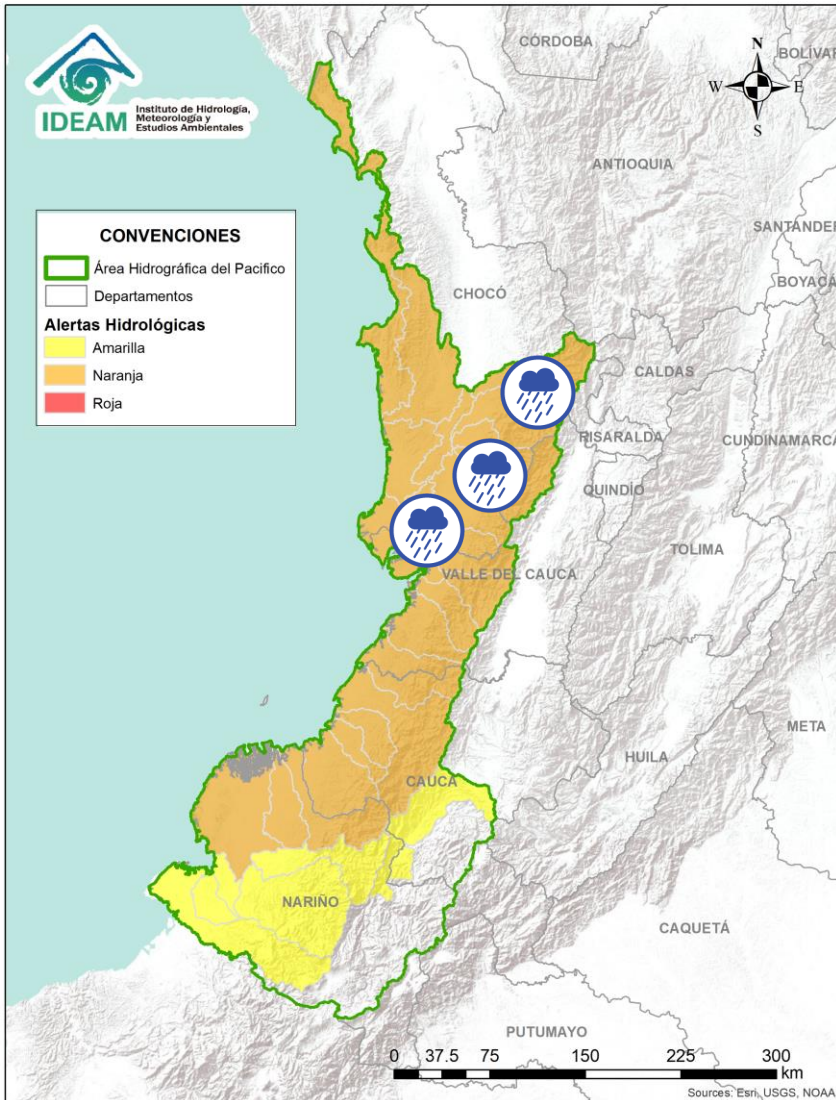 IDEAM
Instituto de Hidrología,
Meteorología y
Estudios Ambientales
CÓRDOBA
BOLÍVAR
N
W
E
S
ANTIOQUIA
SANTANDER
BOYACÁ
CONVENCIONES
Área Hidrográfica del Pacifico
Departamentos
Alertas Hidrológicas
Amarilla
Naranja
Roja
CHOCÓ
CALDAS
RISARALDA
CUNDINAMARCA
QUINDÍO
TOLIMA
VALLE DEL CAUCA
META
HUILA
CAUCA
NARIÑO
CAQUETÁ
PUTUMAYO
0 37.5 75 150 225 300
km
Sources: Esri, USGS, NOAA